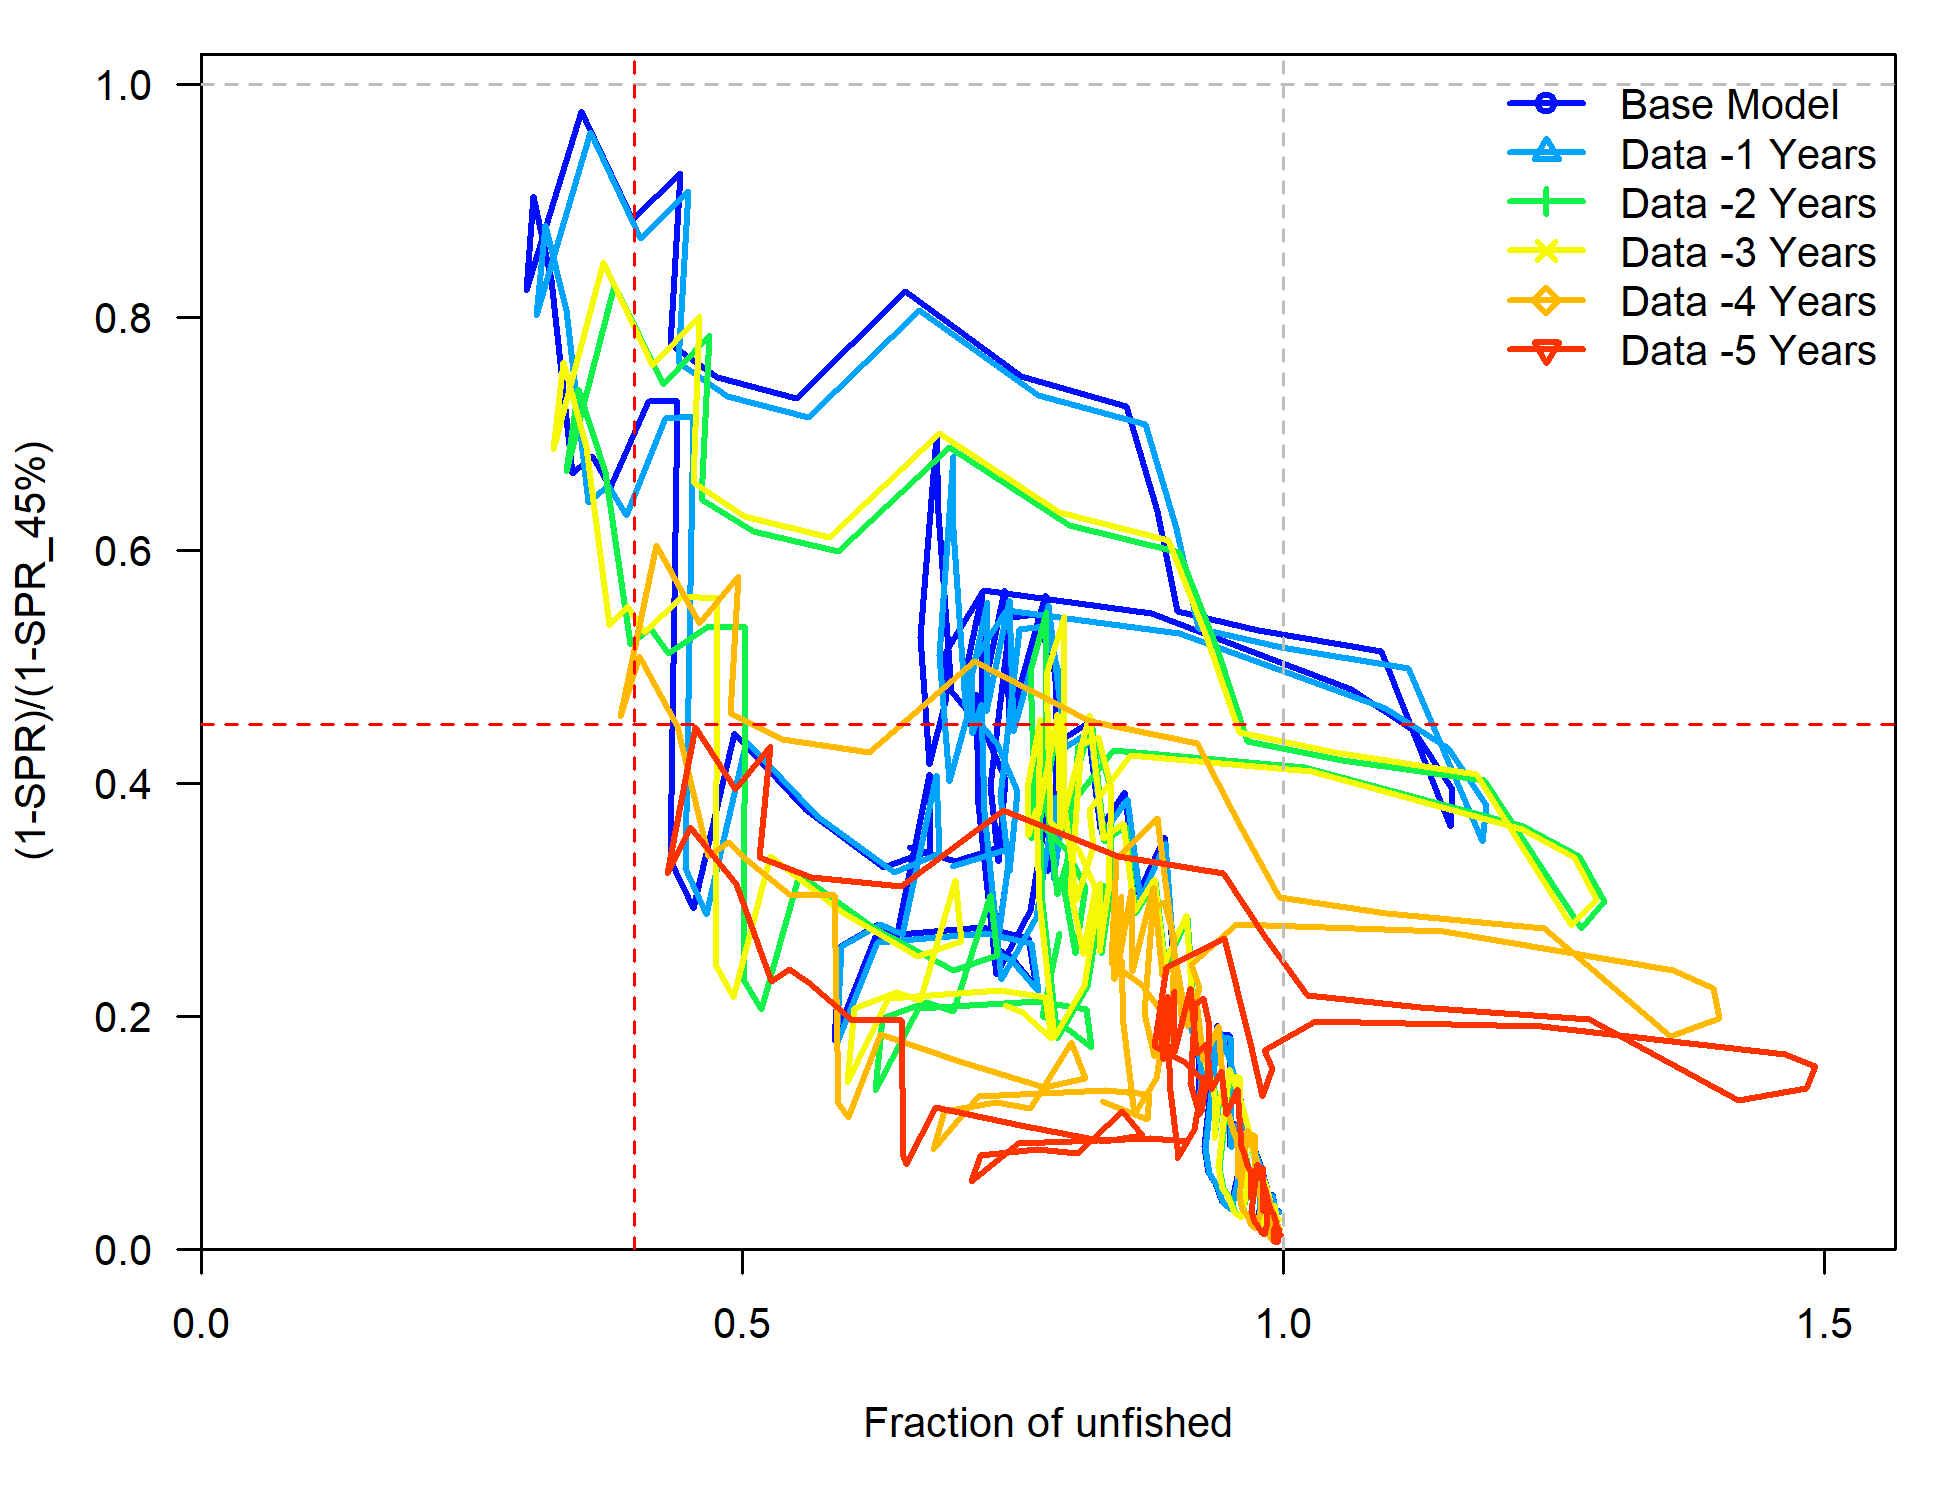 1.0
0.8
0.6
0.4
0.2
0.0
(1-SPR)/(1-SPR_45%)
Base Model
Data -1 Years
Data -2 Years
Data -3 Years
Data -4 Years
Data -5 Years
0.0 0.5 1.0 1.5
Fraction of unfished